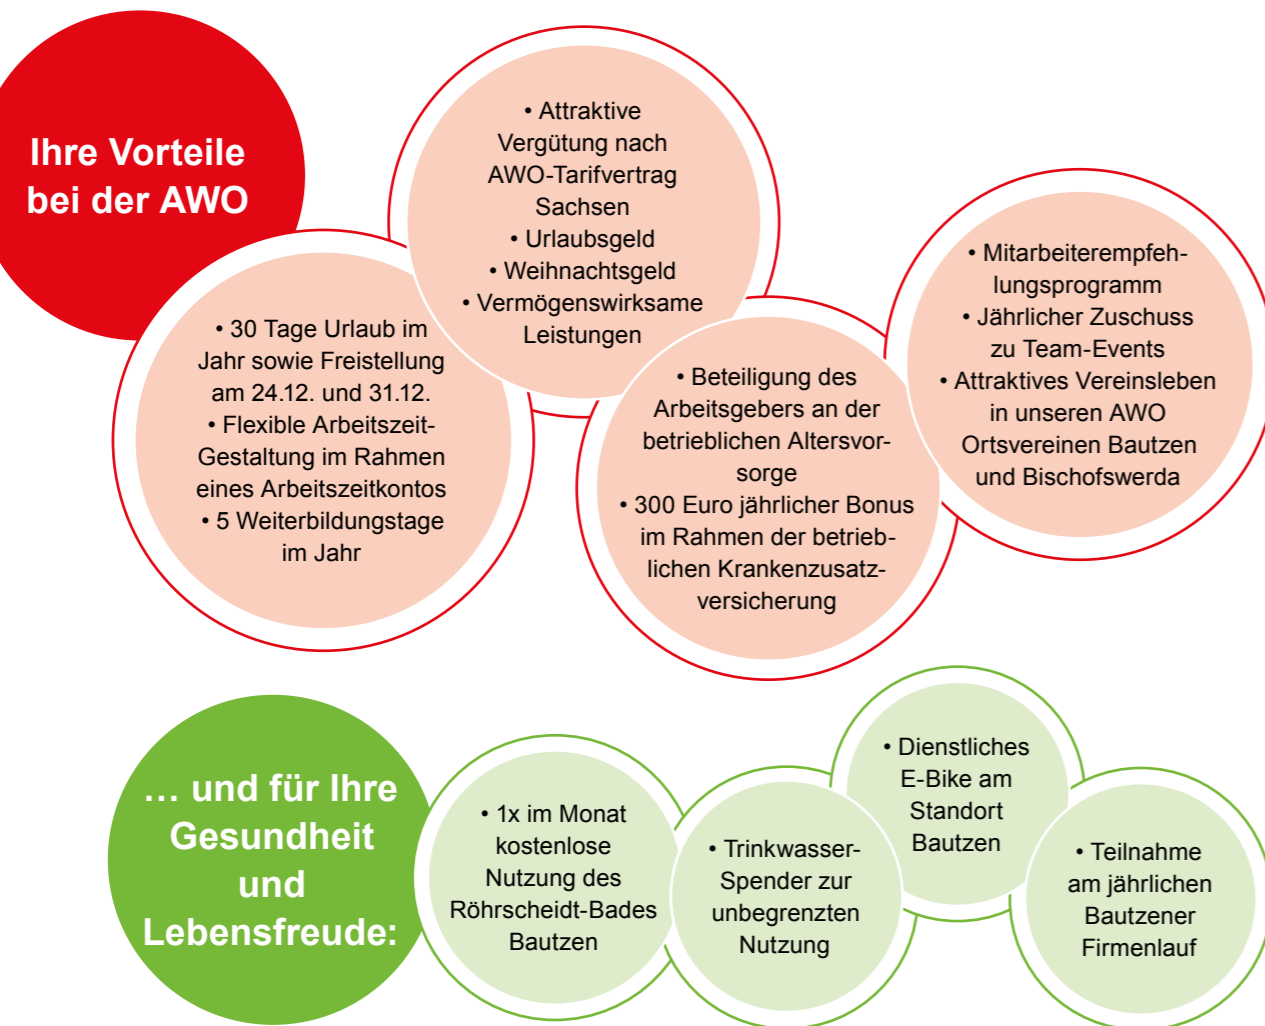 Ihre Vorteile
bei der AWO
• 30 Tage Urlaub im
Jahr sowie Freistellung
am 24.12. und 31.12.
• Flexible Arbeitszeit-
Gestaltung im Rahmen
eines Arbeitszeitkontos
• 5 Weiterbildungstage
im Jahr
• Attraktive
Vergütung nach
AWO-Tarifvertrag
Sachsen
• Urlaubsgeld
• Weihnachtsgeld
• Vermögenswirksame
Leistungen
• Beteiligung des
Arbeitsgebers an der
betrieblichen Altersvor-
sorge
• 300 Euro jährlicher Bonus
im Rahmen der betrieb-
lichen Krankenzusatz-
versicherung
• Mitarbeiterempfeh-
lungsprogramm
• Jährlicher Zuschuss
zu Team-Events
• Attraktives Vereinsleben
in unseren AWO
Ortsvereinen Bautzen
und Bischofswerda
... und für Ihre
Gesundheit
und
Lebensfreude:
• 1x im Monat
kostenlose
Nutzung des
Röhrscheidt-Bades
Bautzen
• Trinkwasser-
Spender zur
unbegrenzten
Nutzung
• Dienstliches
E-Bike am
Standort
Bautzen
• Teilnahme
am jährlichen
Bautzener
Firmenlauf